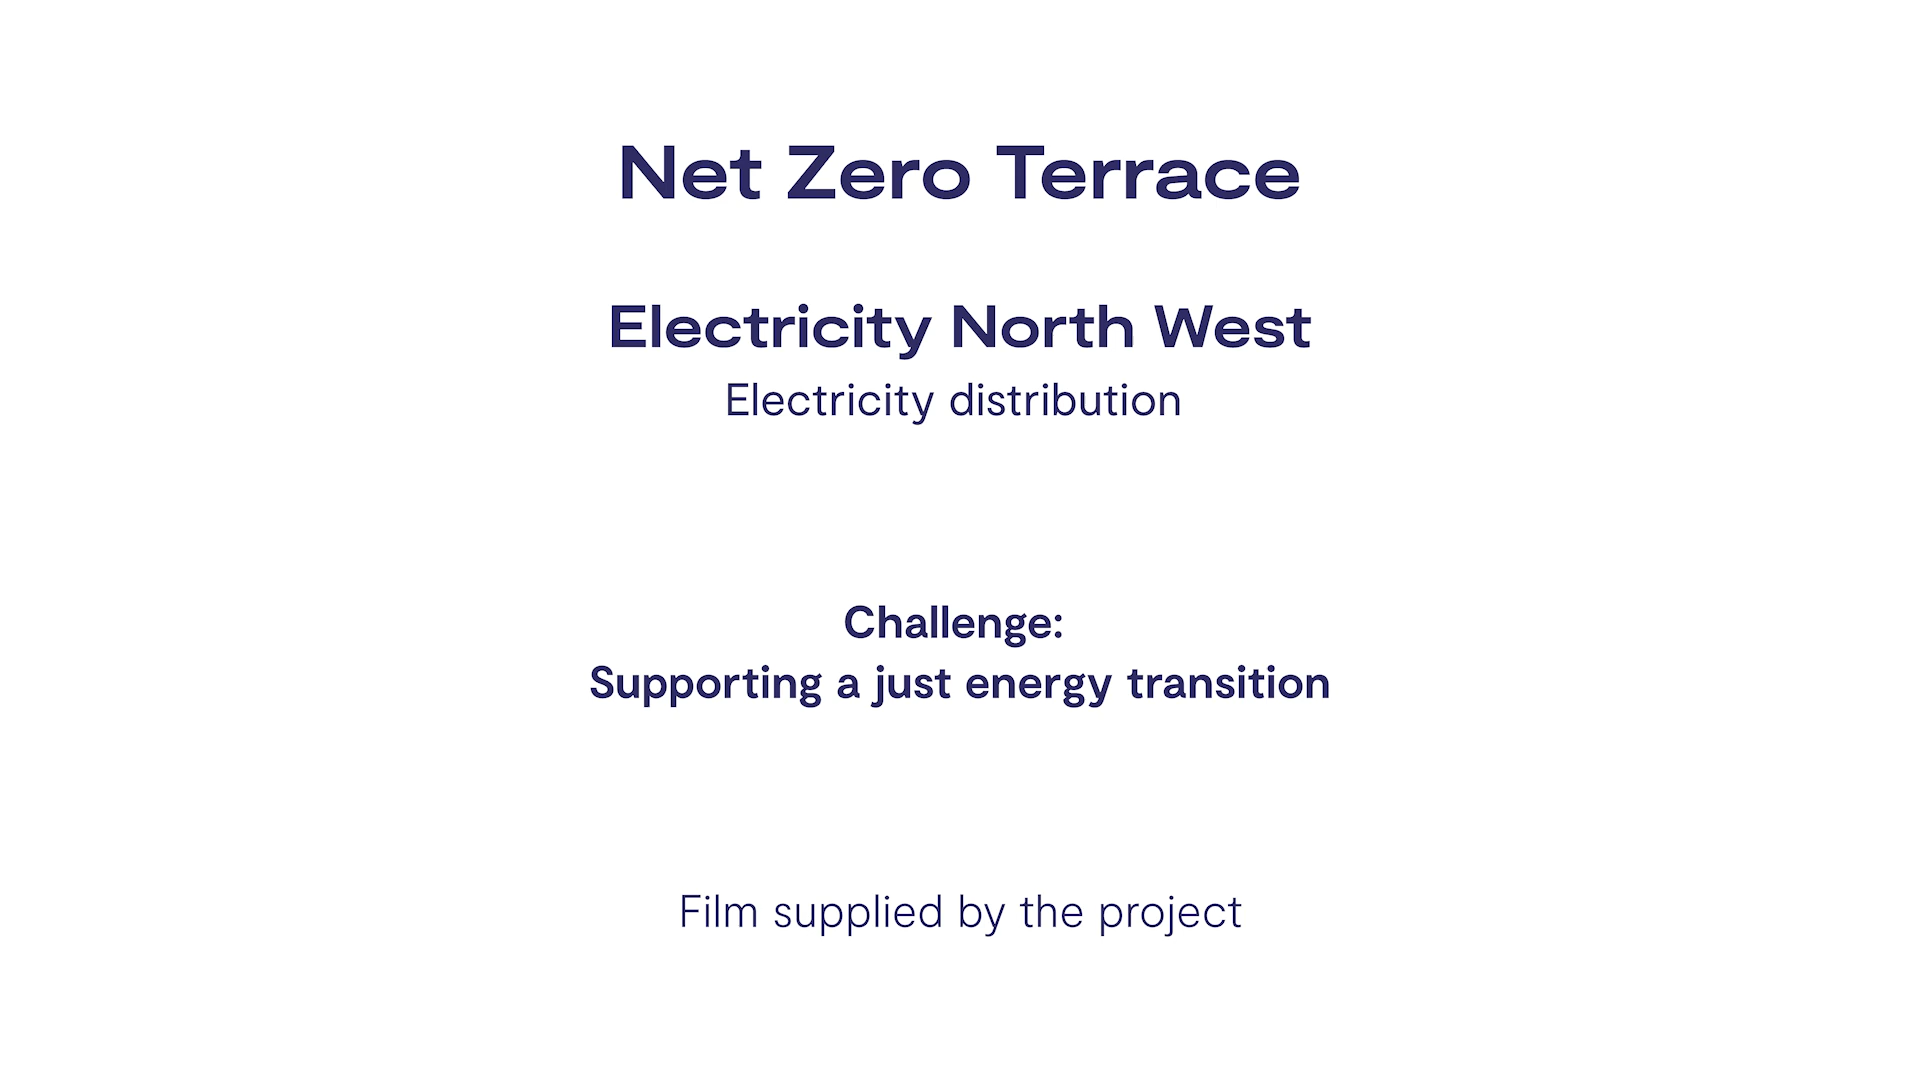 Net Zero Terrace
Electricity North West
Electricity distribution
Challenge:
Supporting a just energy transition
Film supplied by the project